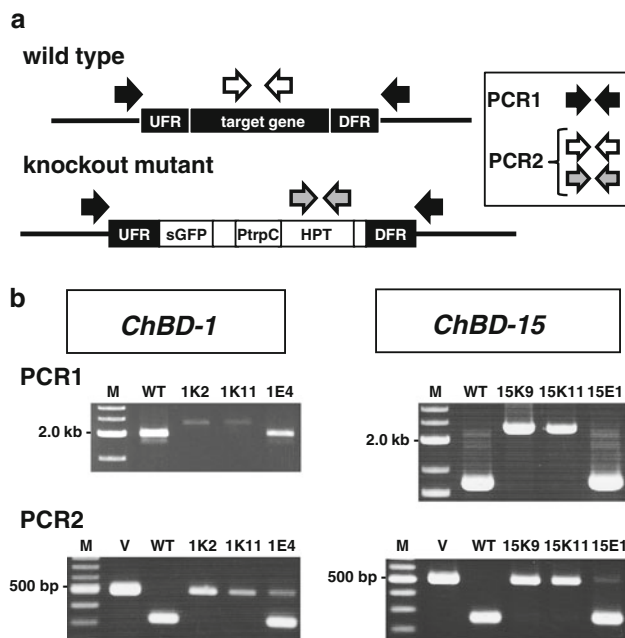 a
wild type
UFR target gene DFR
PCR1
PCR2
knockout mutant
UFR sGFP PtrpC HPT DFR
b
ChBD-1 ChBD-15
PCR1
M WT 1K2 1K11 1E4
2.0 kb
M WT 15K9 15K11 15E1
2.0 kb
PCR2
M V WT 1K2 1K11 1E4
500 bp
M V WT 15K9 15K11 15E1
500 bp